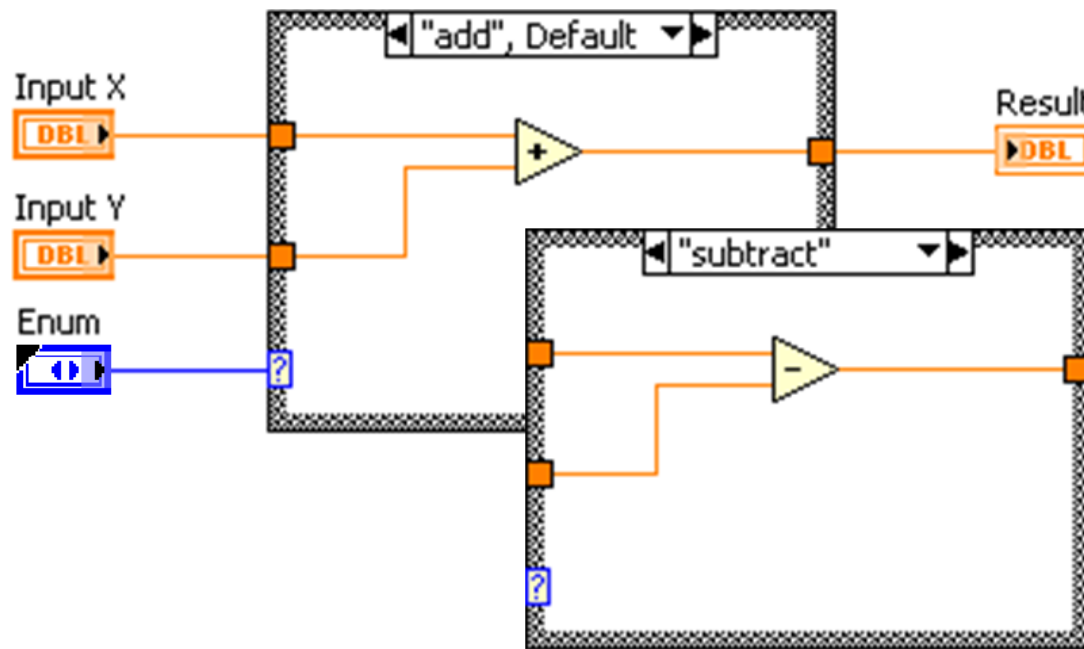 "add", Default
Input X
DBL
Result
DBL
+
Input Y
DBL
"subtract"
Enum
?
−
?